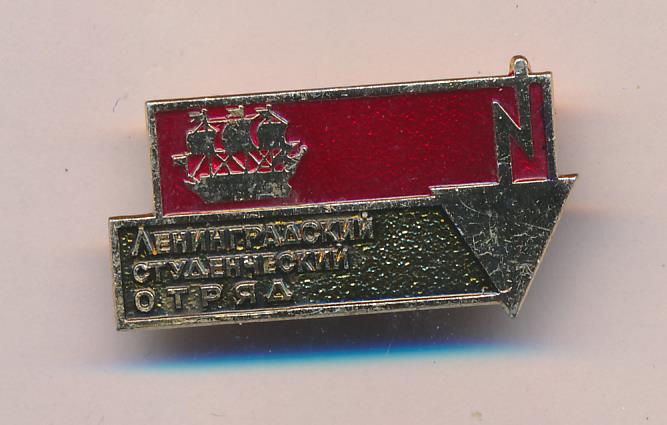 N
Ленинградский
студенческий
отряд